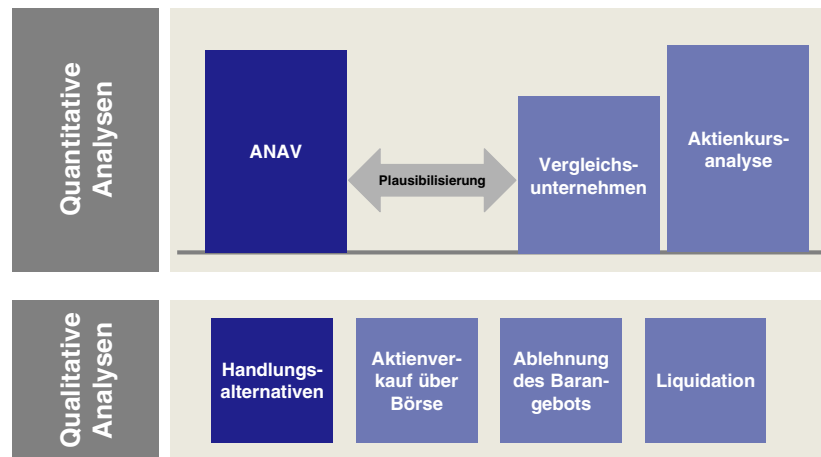 Quantitative
Analysen
ANAV
Plausibilisierung
Vergleichs-
unternehmen
Aktienkurs-
analyse
Qualitative
Analysen
Handlungs-
alternativen
Aktienver-
kauf über
Börse
Ablehnung
des Baran-
gebots
Liquidation